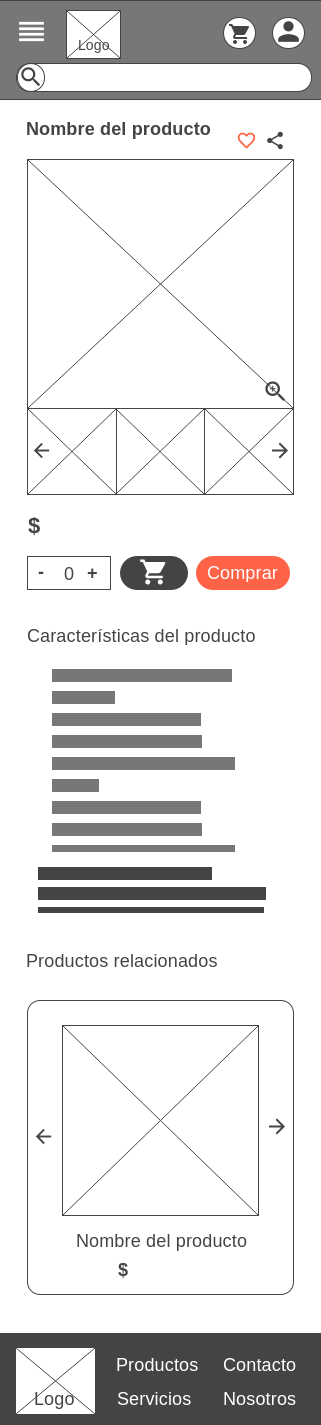 Logo
Nombre del producto
$
- 0 +
Comprar
Características del producto
Productos relacionados
Nombre del producto
$
Logo
Productos Contacto
Servicios Nosotros